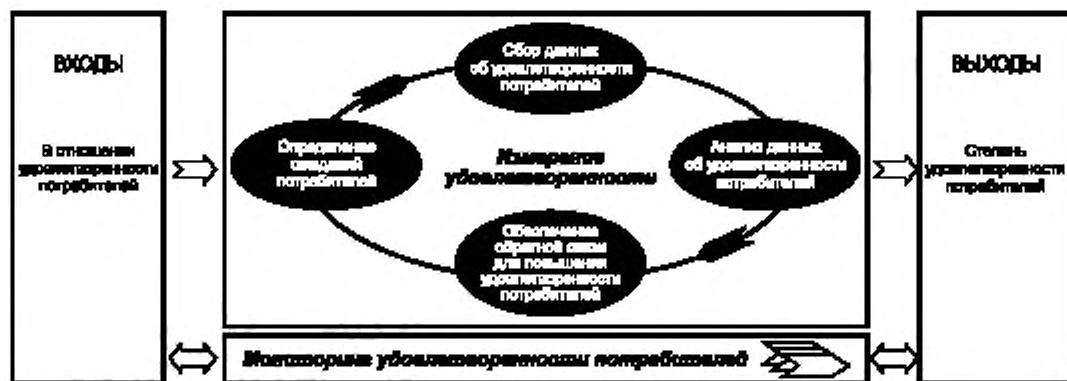 ВХОДЫ
В отношении
удовлетворенности
потребителей
Сбор данных
об удовлетворенности
потребителей
Определение
ожиданий
потребителей
Измерение
удовлетворенности
Анализ данных
об удовлетворенности
потребителей
Обеспечение
обратной связи
для повышения
удовлетворенности
потребителей
ВЫХОДЫ
Степень
удовлетворенности
потребителей
Мониторинг удовлетворенности потребителей